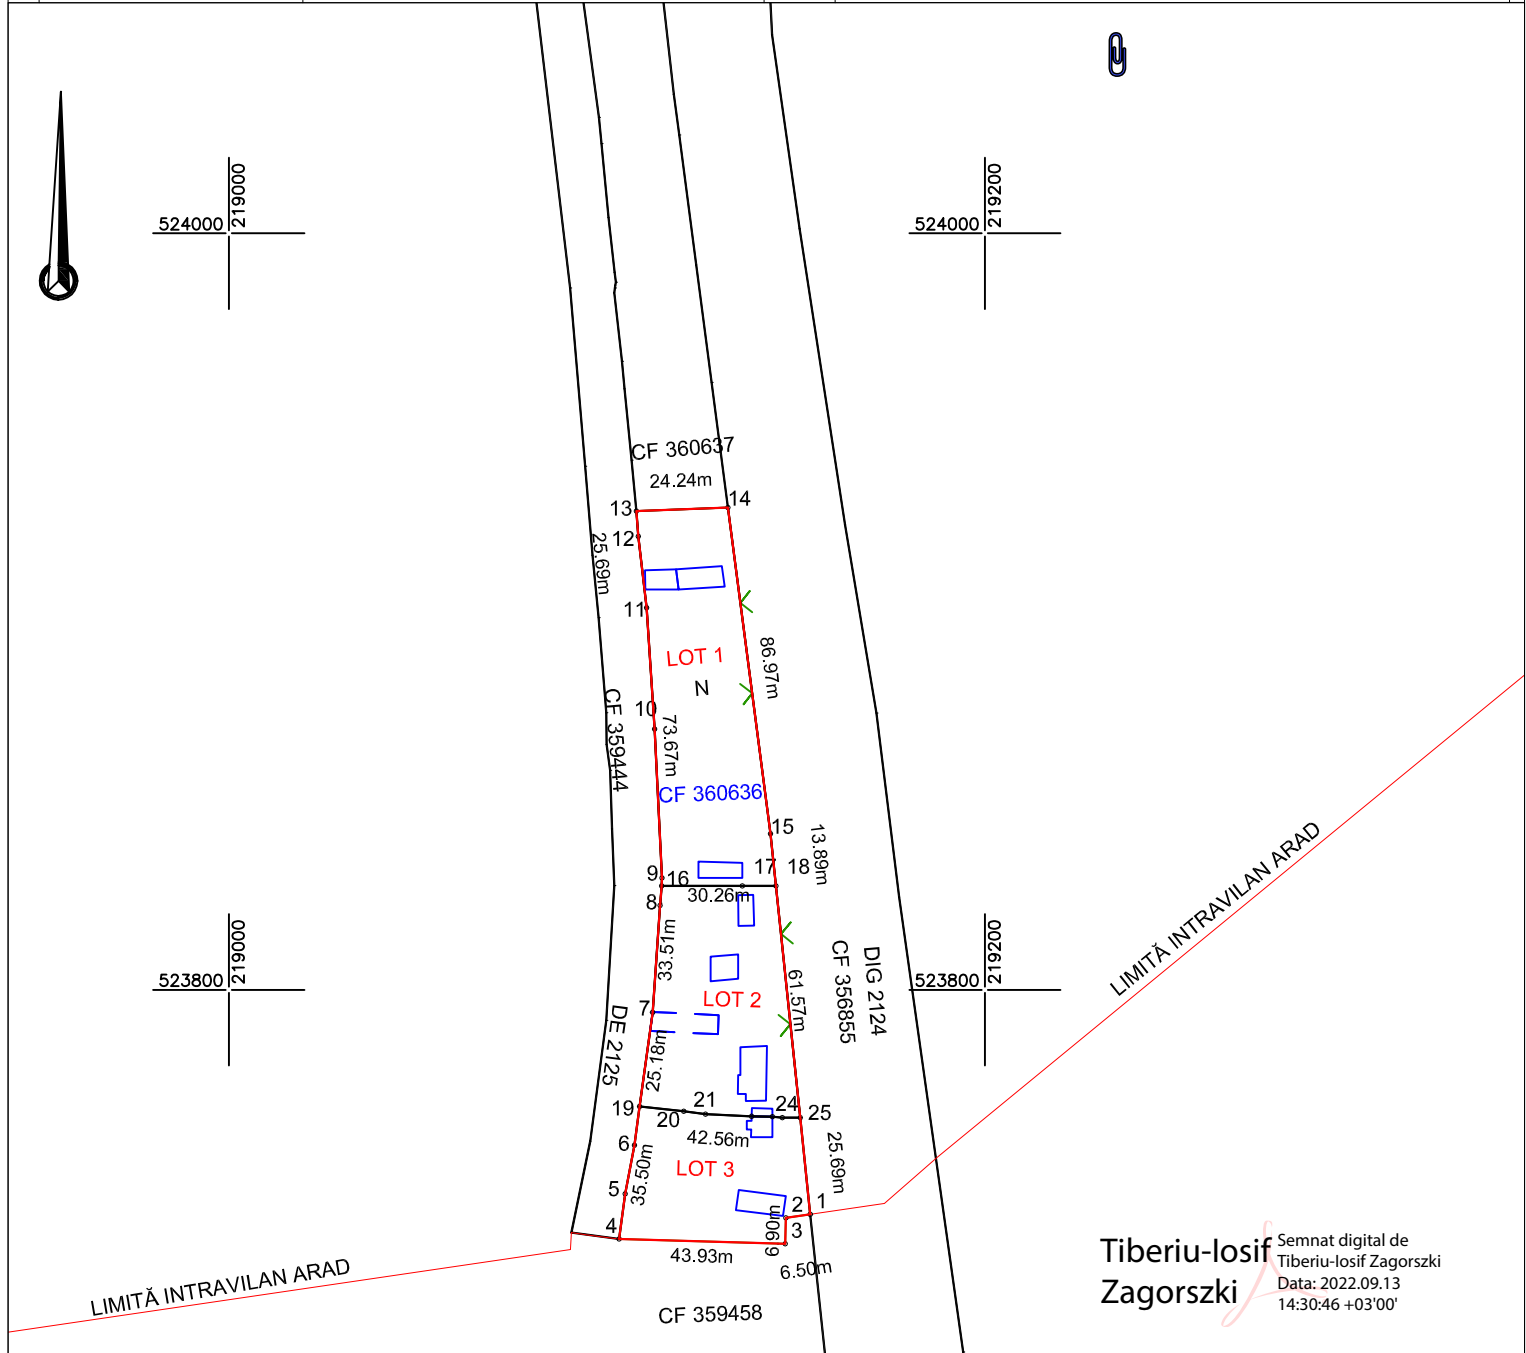 524000
219000
524000
219200
CF 360637
24.24m
13
14
12
25.69m
11
86.97m
LOT 1
N
10
CF 359444
73.67m
CF 360636
15
13.89m
9
16
17
18
30.26m
8
33.51m
523800
219000
523800
219200
LIMITĂ INTRAVILAN ARAD
DIG 2124
CF 356855
61.57m
LOT 2
7
DE 2125
25.18m
19
20
21
24
25
42.56m
6
25.69m
35.50m
LOT 3
5
2
1
4
3
6.90m
43.93m
6.50m
LIMITĂ INTRAVILAN ARAD
CF 359458
Tiberiu-Iosif
Zagorszki
Semnat digital de
Tiberiu-Iosif Zagorszki
Data: 2022.09.13
14:30:46 +03'00'